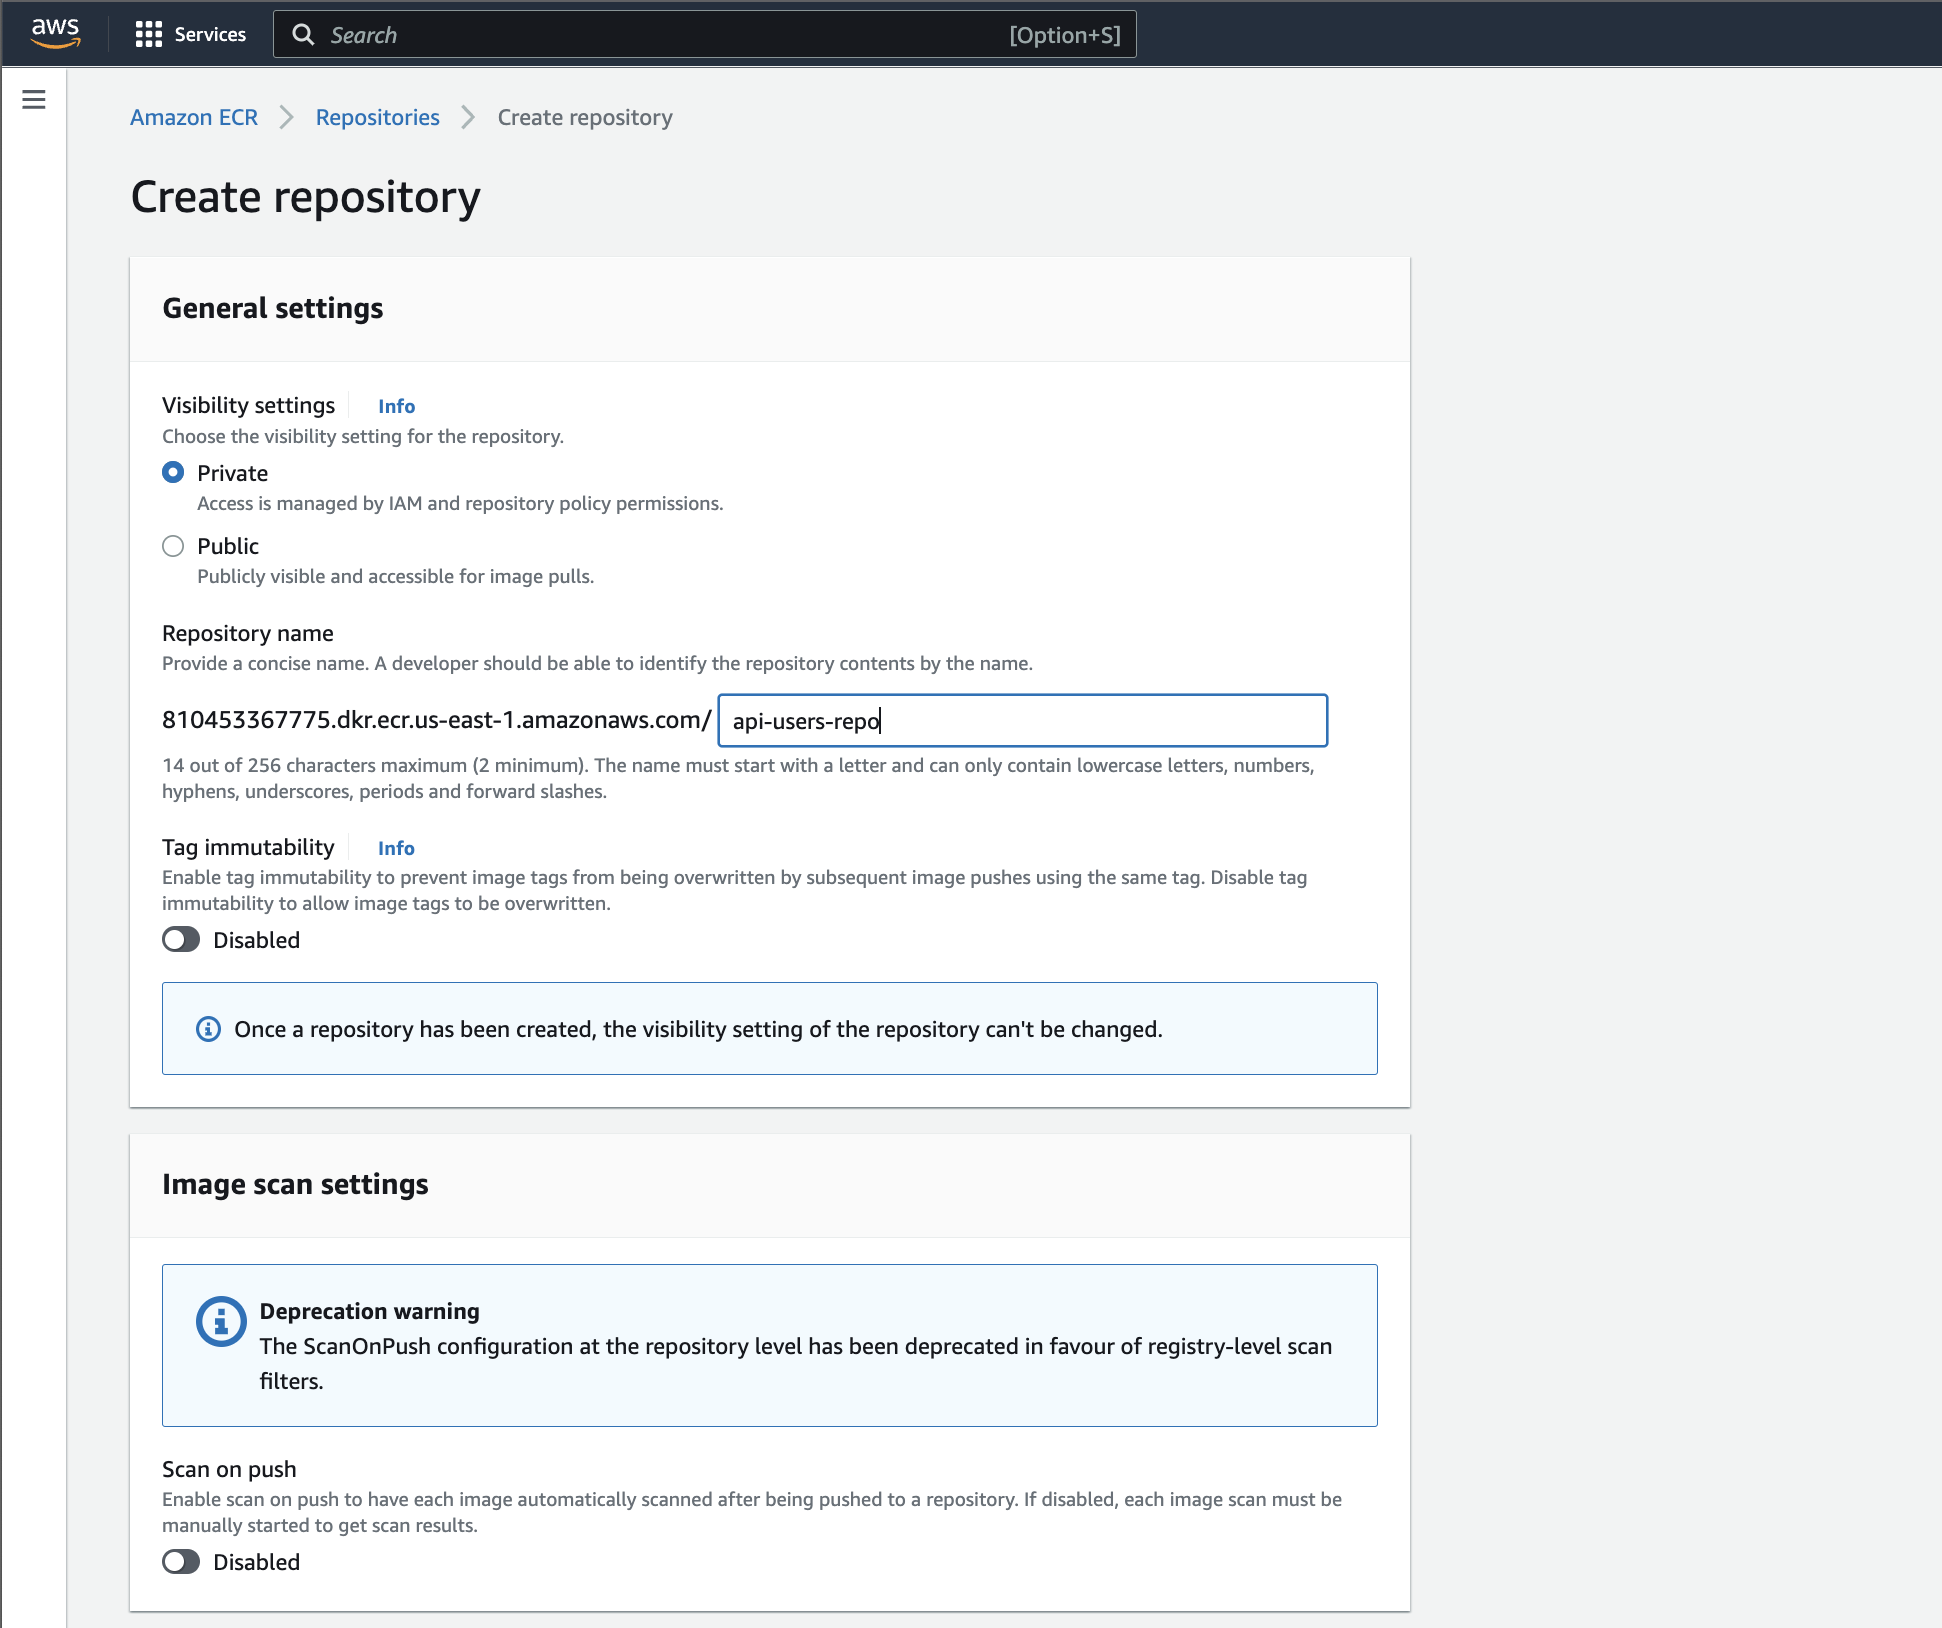 aws
Services
Search
[Option+S]
Amazon ECR
Repositories
Create repository
Create repository
General settings
Visibility settings
Info
Choose the visibility setting for the repository.
Private
Access is managed by IAM and repository policy permissions.
Public
Publicly visible and accessible for image pulls.
Repository name
Provide a concise name. A developer should be able to identify the repository contents by the name.
810453367775.dkr.ecr.us-east-1.amazonaws.com/
api-users-repo
14 out of 256 characters maximum (2 minimum). The name must start with a letter and can only contain lowercase letters, numbers,
hyphens, underscores, periods and forward slashes.
Tag immutability
Info
Enable tag immutability to prevent image tags from being overwritten by subsequent image pushes using the same tag. Disable tag
immutability to allow image tags to be overwritten.
Disabled
Once a repository has been created, the visibility setting of the repository can't be changed.
Image scan settings
Deprecation warning
The ScanOnPush configuration at the repository level has been deprecated in favour of registry-level scan
filters.
Scan on push
Enable scan on push to have each image automatically scanned after being pushed to a repository. If disabled, each image scan must be
manually started to get scan results.
Disabled